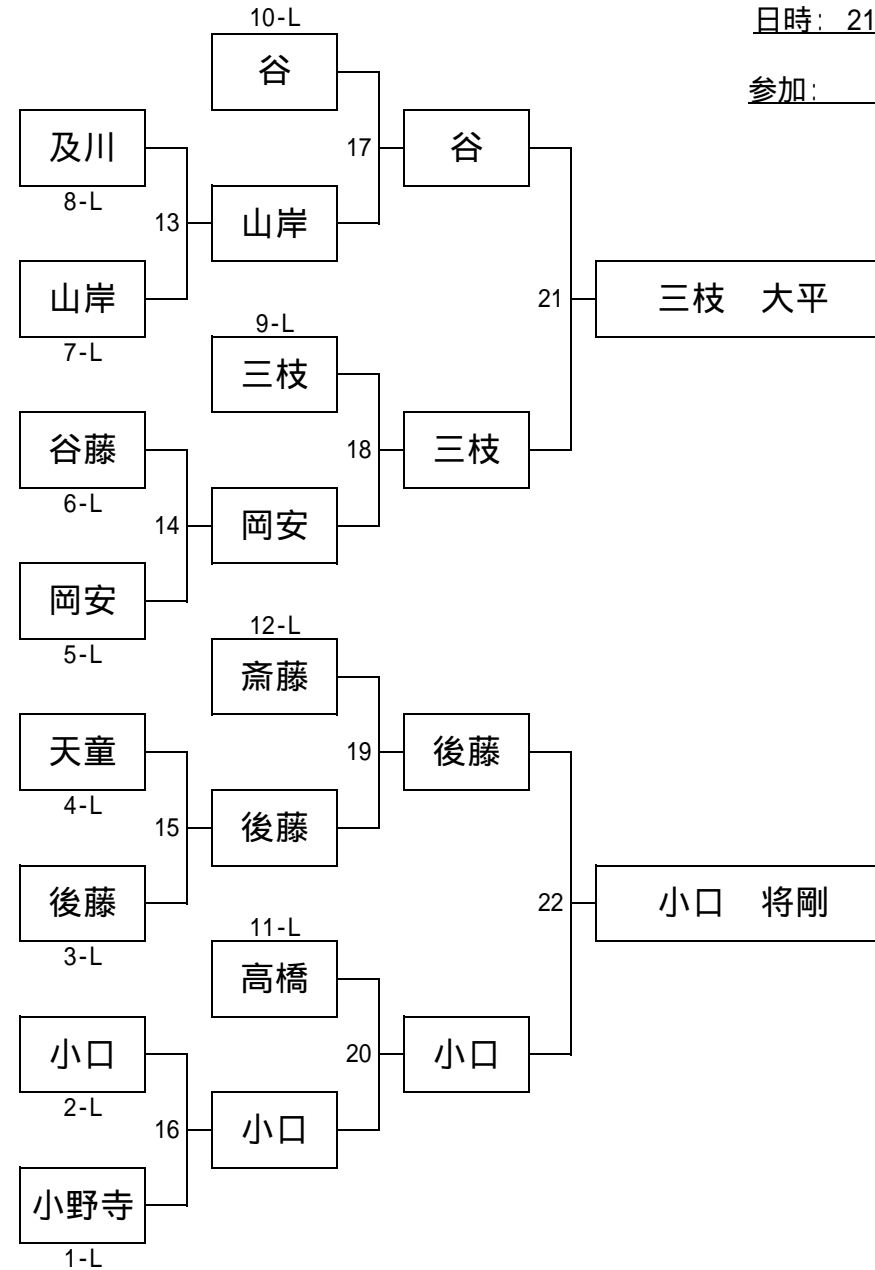 10-L
日時: 21
谷
参加:
及川
17
谷
8-L
13
山岸
山岸
21
三枝 大平
7-L
9-L
三枝
谷藤
18
三枝
6-L
14
岡安
岡安
5-L
12-L
斎藤
天童
19
後藤
4-L
15
後藤
後藤
22
小口 将剛
3-L
11-L
高橋
小口
20
小口
2-L
16
小口
小野寺
1-L